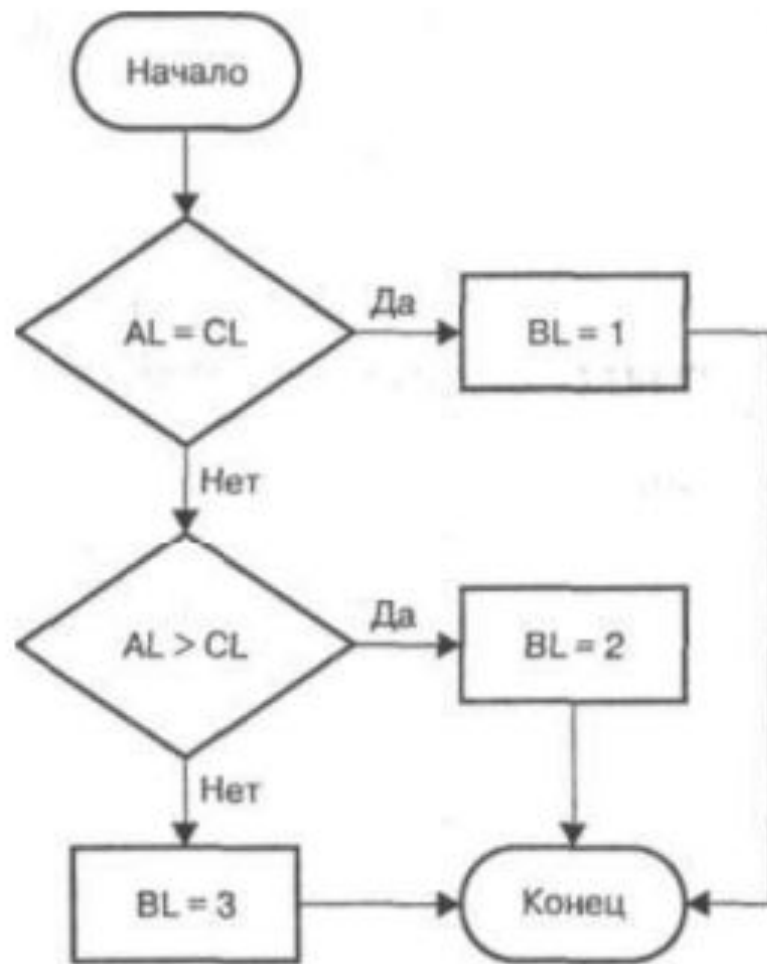 Начало
AL = CL
Да
BL = 1
Нет
AL > CL
Да
BL = 2
Нет
BL = 3
Конец